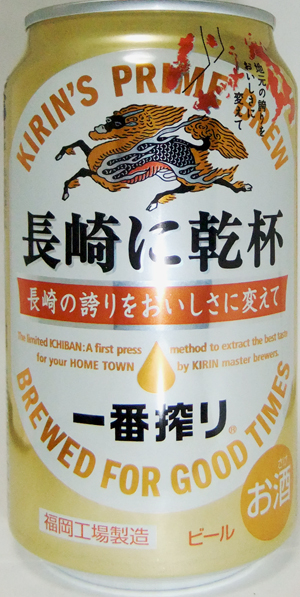 KIRIN'S PRIME BREW
地元の誇りを
おいしさに
変えて
長崎に乾杯
長崎の誇りをおいしさに変えて
The limited ICHIBAN: A first press method to extract the best taste
for your HOME TOWN by KIRIN master brewers.
一番搾り®
BREWED FOR GOOD TIMES
さけ
お酒
福岡工場製造
ビール